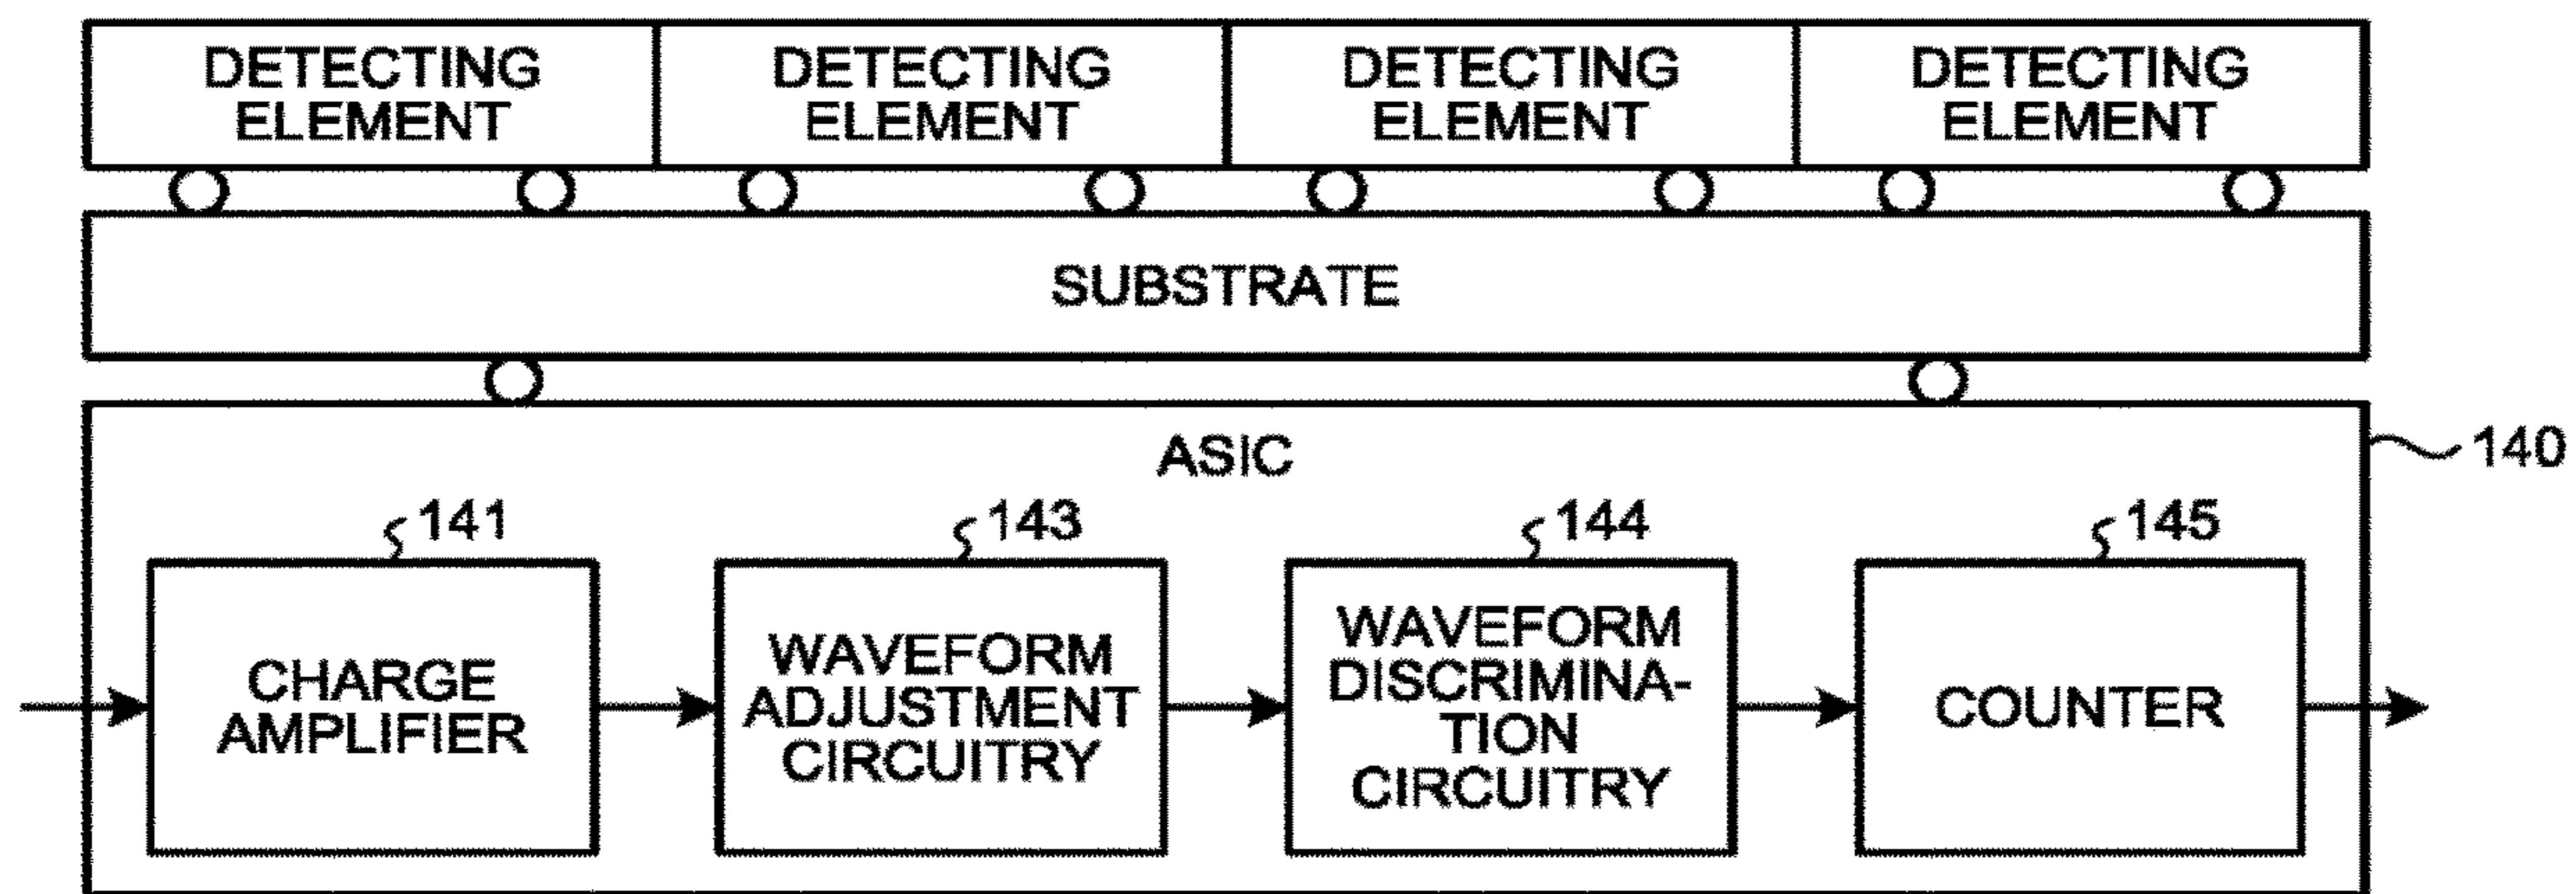 DETECTING
ELEMENT
DETECTING
ELEMENT
DETECTING
ELEMENT
DETECTING
ELEMENT
SUBSTRATE
ASIC
140
141
CHARGE
AMPLIFIER
143
WAVEFORM
ADJUSTMENT
CIRCUITRY
144
WAVEFORM
DISCRIMINA-
TION
CIRCUITRY
145
COUNTER